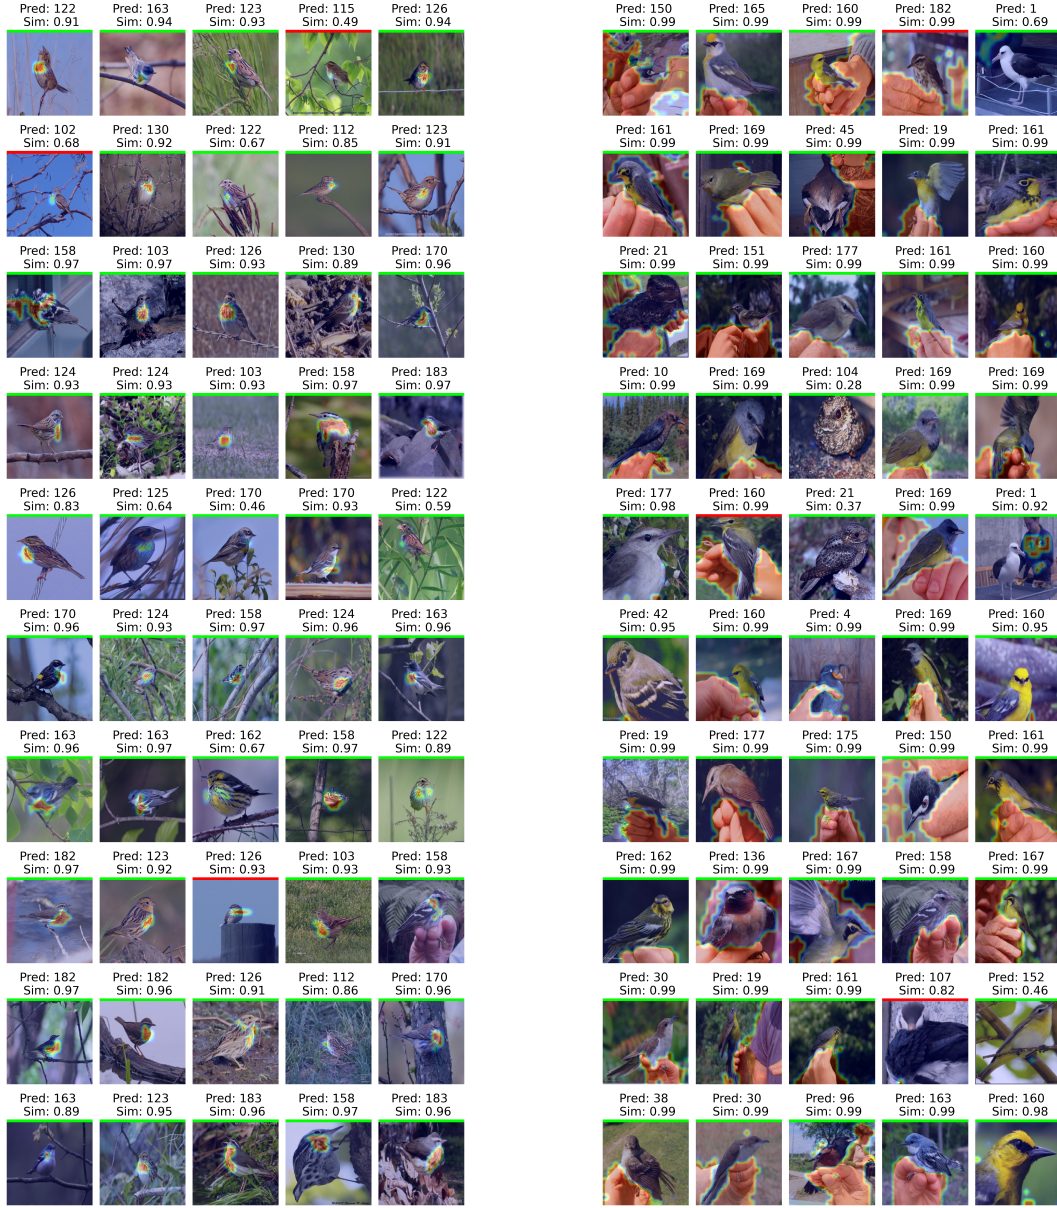 Pred: 122 Pred: 163 Pred: 123 Pred: 115 Pred: 126
Sim: 0.91 Sim: 0.94 Sim: 0.93 Sim: 0.49 Sim: 0.94
Pred: 102 Pred: 130 Pred: 122 Pred: 112 Pred: 123
Sim: 0.68 Sim: 0.92 Sim: 0.67 Sim: 0.85 Sim: 0.91
Pred: 158 Pred: 103 Pred: 126 Pred: 130 Pred: 170
Sim: 0.97 Sim: 0.97 Sim: 0.93 Sim: 0.89 Sim: 0.96
Pred: 124 Pred: 124 Pred: 103 Pred: 158 Pred: 183
Sim: 0.93 Sim: 0.93 Sim: 0.93 Sim: 0.97 Sim: 0.97
Pred: 126 Pred: 125 Pred: 170 Pred: 170 Pred: 122
Sim: 0.83 Sim: 0.64 Sim: 0.46 Sim: 0.93 Sim: 0.59
Pred: 170 Pred: 124 Pred: 158 Pred: 124 Pred: 163
Sim: 0.96 Sim: 0.93 Sim: 0.97 Sim: 0.96 Sim: 0.96
Pred: 163 Pred: 163 Pred: 162 Pred: 158 Pred: 122
Sim: 0.96 Sim: 0.97 Sim: 0.67 Sim: 0.97 Sim: 0.89
Pred: 182 Pred: 123 Pred: 126 Pred: 103 Pred: 158
Sim: 0.97 Sim: 0.92 Sim: 0.93 Sim: 0.93 Sim: 0.93
Pred: 182 Pred: 182 Pred: 126 Pred: 112 Pred: 170
Sim: 0.97 Sim: 0.96 Sim: 0.91 Sim: 0.86 Sim: 0.96
Pred: 163 Pred: 123 Pred: 183 Pred: 158 Pred: 183
Sim: 0.89 Sim: 0.95 Sim: 0.96 Sim: 0.97 Sim: 0.96
Pred: 150 Pred: 165 Pred: 160 Pred: 182 Pred: 1
Sim: 0.99 Sim: 0.99 Sim: 0.99 Sim: 0.99 Sim: 0.69
Pred: 161 Pred: 169 Pred: 45 Pred: 19 Pred: 161
Sim: 0.99 Sim: 0.99 Sim: 0.99 Sim: 0.99 Sim: 0.99
Pred: 21 Pred: 151 Pred: 177 Pred: 161 Pred: 160
Sim: 0.99 Sim: 0.99 Sim: 0.99 Sim: 0.99 Sim: 0.99
Pred: 10 Pred: 169 Pred: 104 Pred: 169 Pred: 169
Sim: 0.99 Sim: 0.99 Sim: 0.28 Sim: 0.99 Sim: 0.99
Pred: 177 Pred: 160 Pred: 21 Pred: 169 Pred: 1
Sim: 0.98 Sim: 0.99 Sim: 0.37 Sim: 0.99 Sim: 0.92
Pred: 42 Pred: 160 Pred: 4 Pred: 169 Pred: 160
Sim: 0.95 Sim: 0.99 Sim: 0.99 Sim: 0.99 Sim: 0.95
Pred: 19 Pred: 177 Pred: 175 Pred: 150 Pred: 161
Sim: 0.99 Sim: 0.99 Sim: 0.99 Sim: 0.99 Sim: 0.99
Pred: 162 Pred: 136 Pred: 167 Pred: 158 Pred: 167
Sim: 0.99 Sim: 0.99 Sim: 0.99 Sim: 0.99 Sim: 0.99
Pred: 30 Pred: 19 Pred: 161 Pred: 107 Pred: 152
Sim: 0.99 Sim: 0.99 Sim: 0.99 Sim: 0.82 Sim: 0.46
Pred: 38 Pred: 30 Pred: 96 Pred: 163 Pred: 160
Sim: 0.99 Sim: 0.99 Sim: 0.99 Sim: 0.99 Sim: 0.98